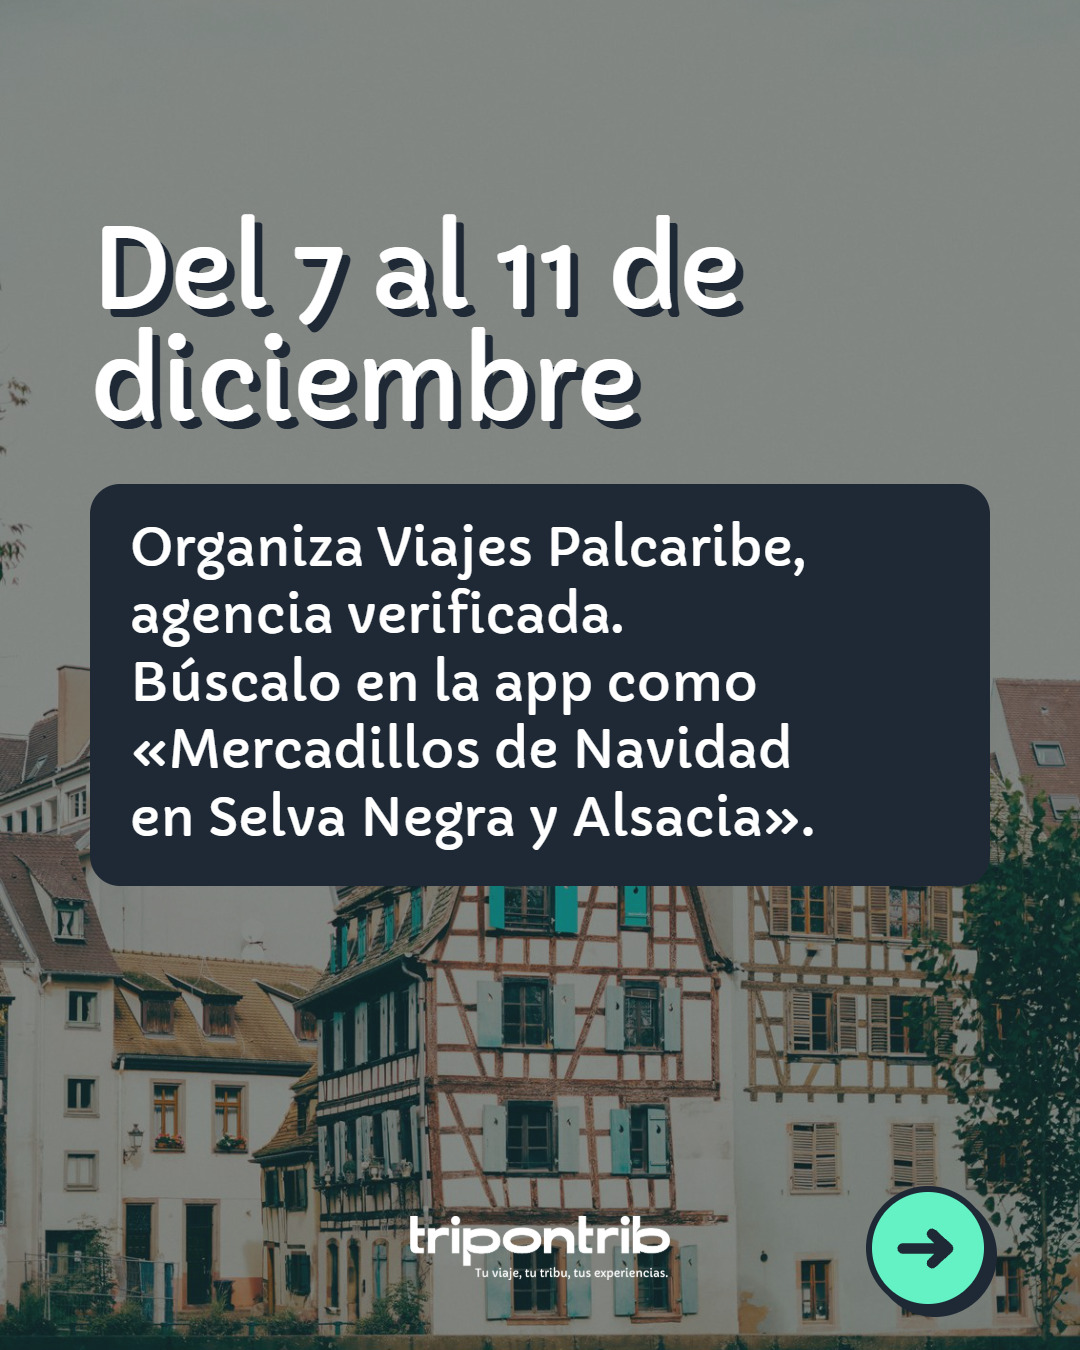 Del 7 al 11 de
diciembre
Organiza Viajes Palcaribe,
agencia verificada.
Búscalo en la app como
«Mercadillos de Navidad
en Selva Negra y Alsacia».
tripontrib
Tu viaje, tu tribu, tus experiencias.